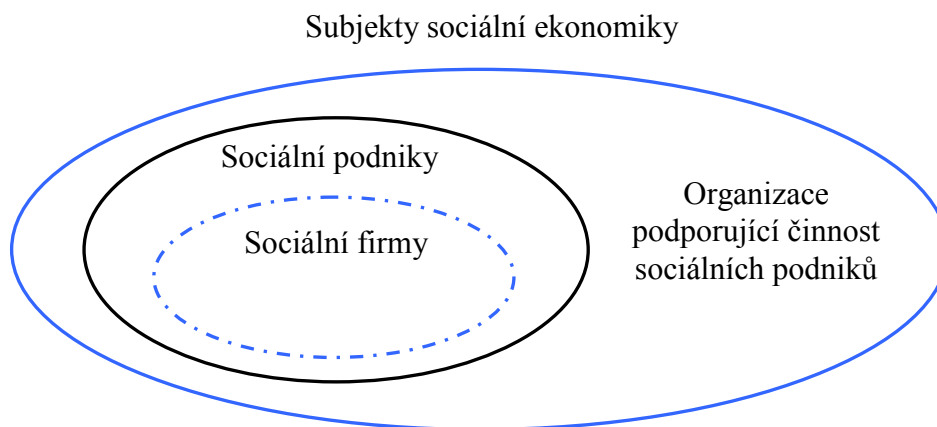 Subjekty sociální ekonomiky
Sociální podniky
Sociální firmy
Organizace
podporující činnost
sociálních podniků